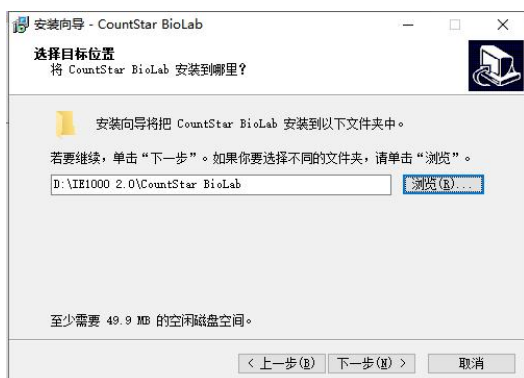 安装向导 - CountStar BioLab
选择目标位置
将 CountStar BioLab 安装到哪里?
安装向导将把 CountStar BioLab 安装到以下文件夹中。
若要继续，单击“下一步”。如果你要选择不同的文件夹，请单击“浏览”。
D:\IE1000 2.0\CountStar BioLab
浏览(R)...
至少需要 49.9 MB 的空闲磁盘空间。
< 上一步(B) 下一步(N) > 取消